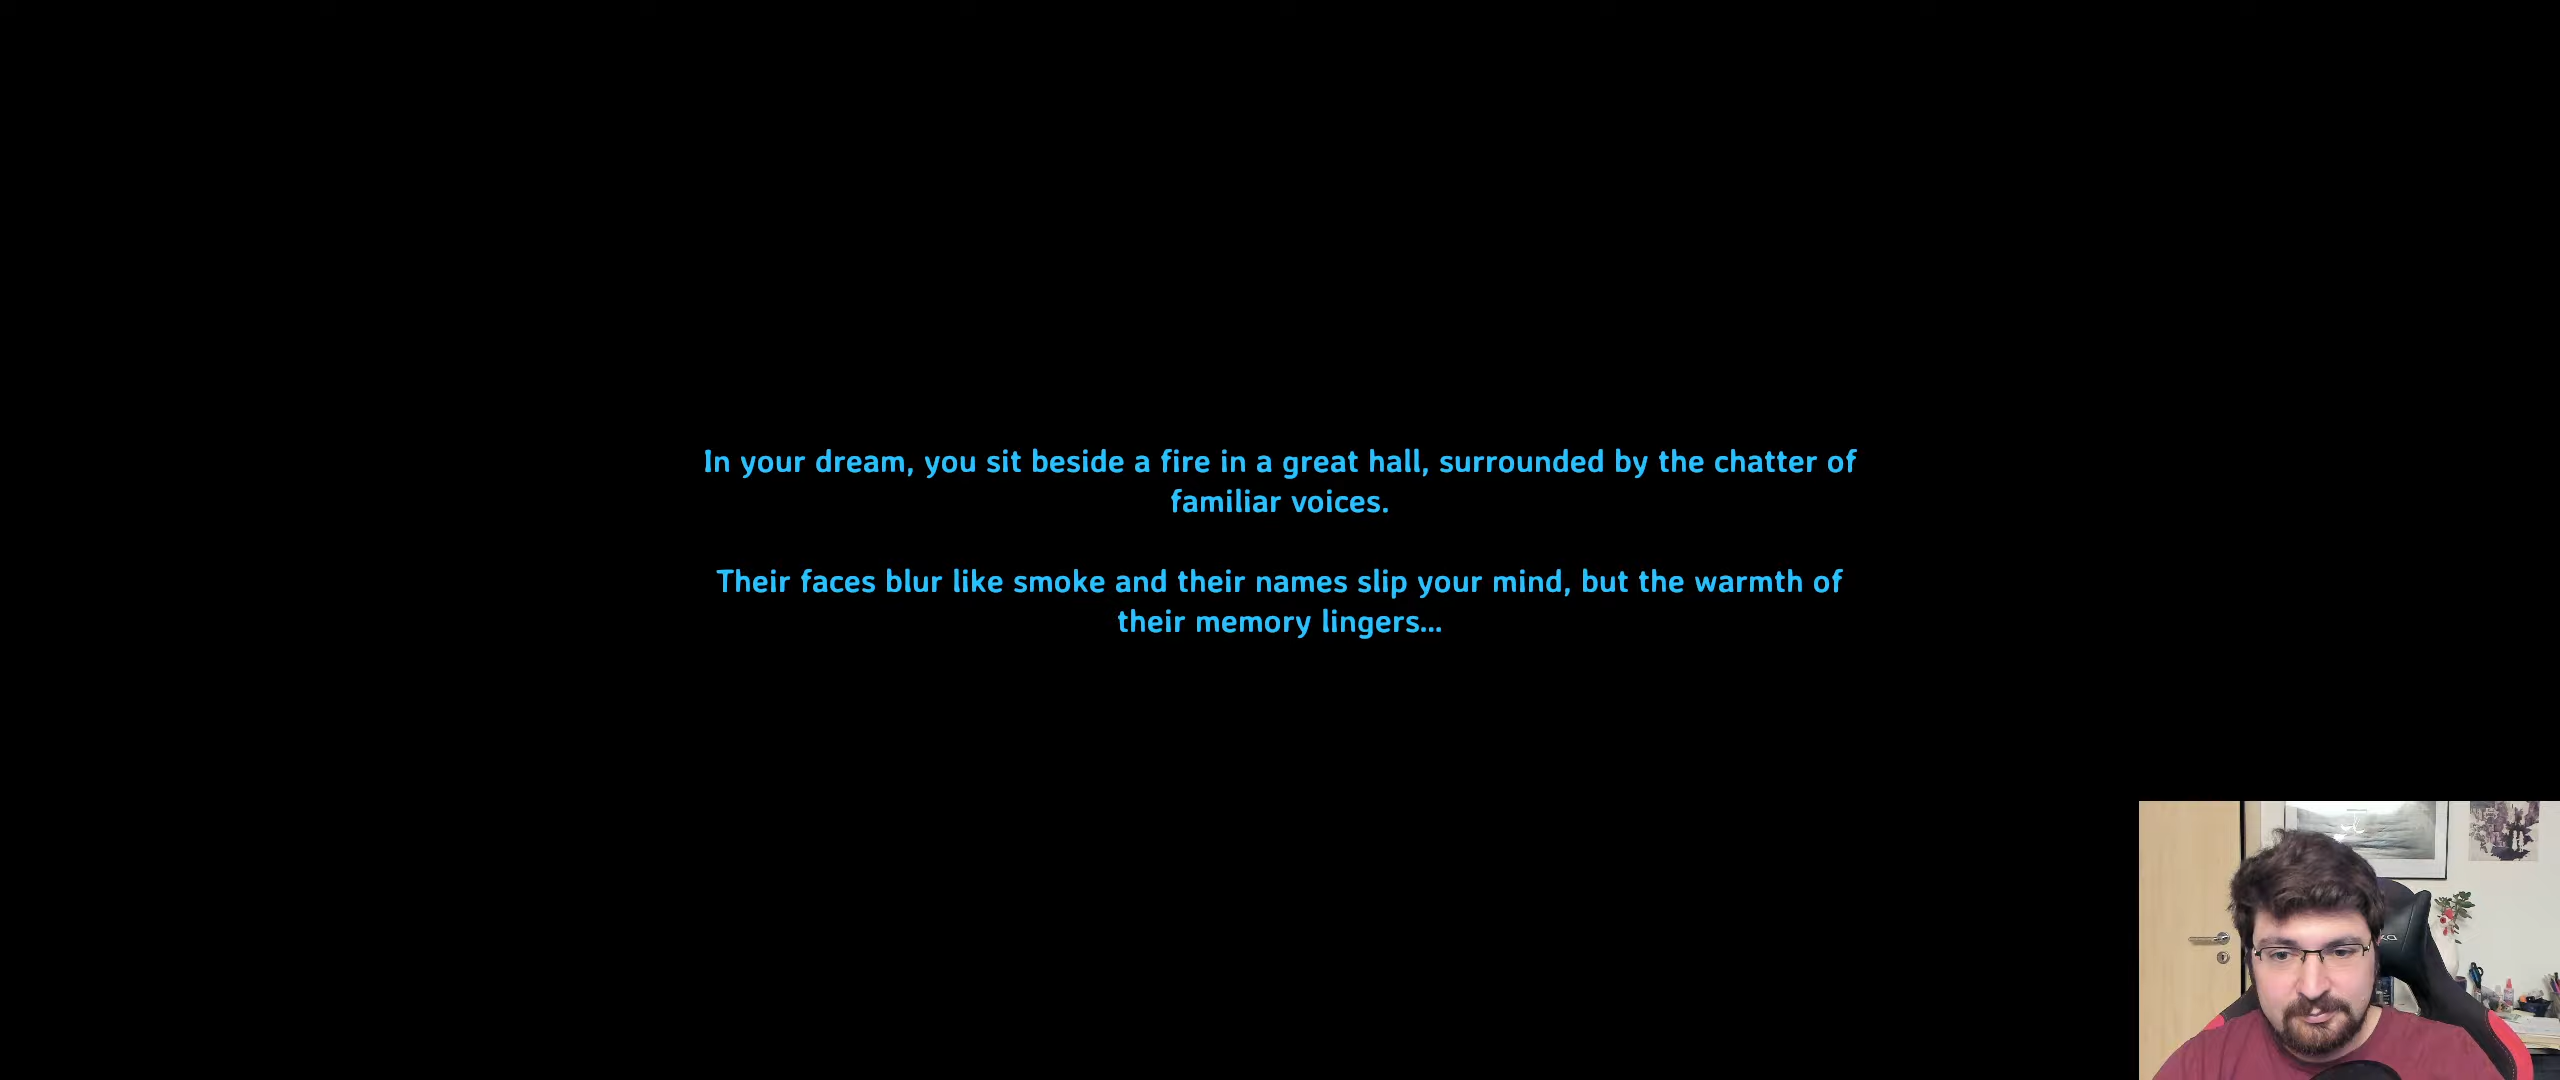 In your dream, you sit beside a fire in a great hall, surrounded by the chatter of
familiar voices.
Their faces blur like smoke and their names slip your mind, but the warmth of
their memory lingers...